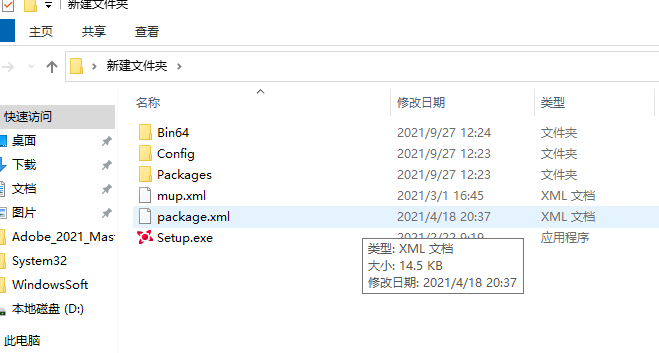 新建文件夹
主页 共享 查看
新建文件夹
名称 修改日期 类型
快速访问
桌面
下载
文档
图片
Adobe_2021_Mast
System32
WindowsSoft
本地磁盘 (D:)
此电脑
Bin64 2021/9/27 12:24 文件夹
Config 2021/9/27 12:23 文件夹
Packages 2021/9/27 12:23 文件夹
mup.xml 2021/3/1 16:45 XML 文档
package.xml 2021/4/18 20:37 XML 文档
Setup.exe 2021/2/22 9:19 应用程序
类型: XML 文档
大小: 14.5 KB
修改日期: 2021/4/18 20:37